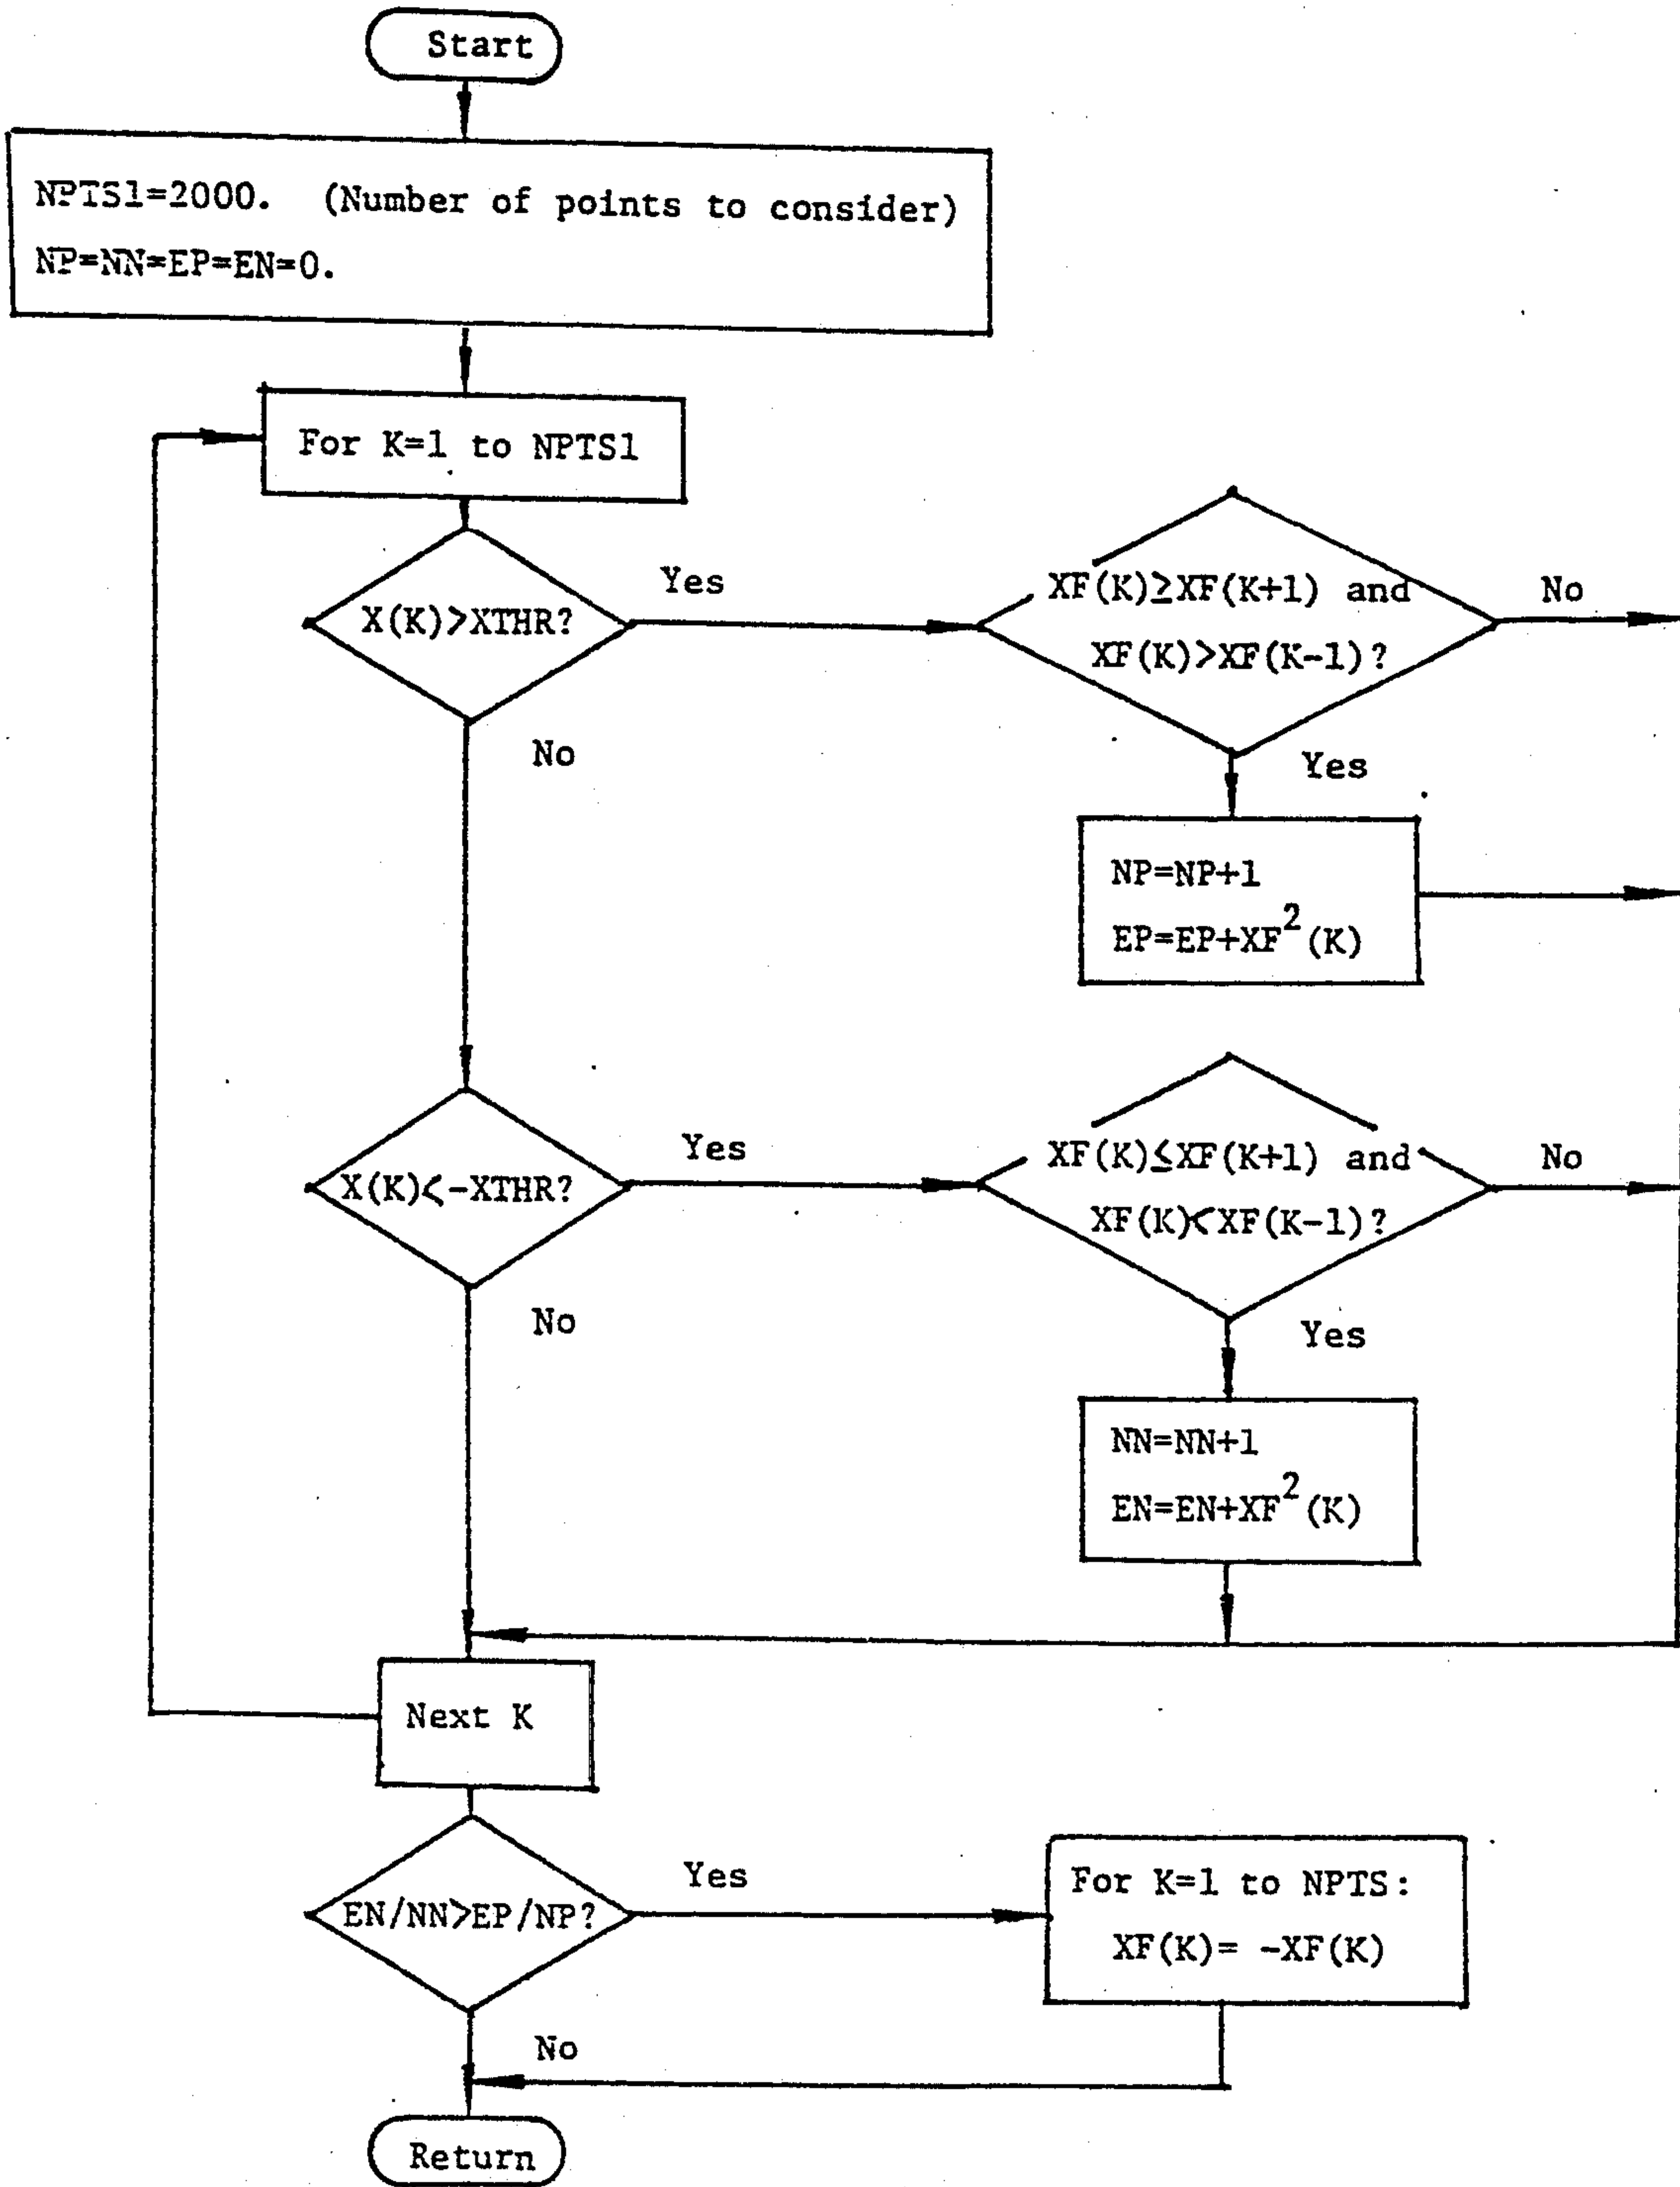 Start
NPTS1=2000. (Number of points to consider)
NP=NN=EP=EN=0.
For K=1 to NPTS1
X(K)>XTHR?
Yes
XF(K)≥XF(K+1) and
XF(K)>XF(K-1)?
No
No
Yes
NP=NP+1
EP=EP+XF²(K)
X(K)<-XTHR?
Yes
XF(K)≤XF(K+1) and
XF(K)<XF(K-1)?
No
No
Yes
NN=NN+1
EN=EN+XF²(K)
Next K
EN/NN>EP/NP?
Yes
For K=1 to NPTS:
XF(K)= -XF(K)
No
Return